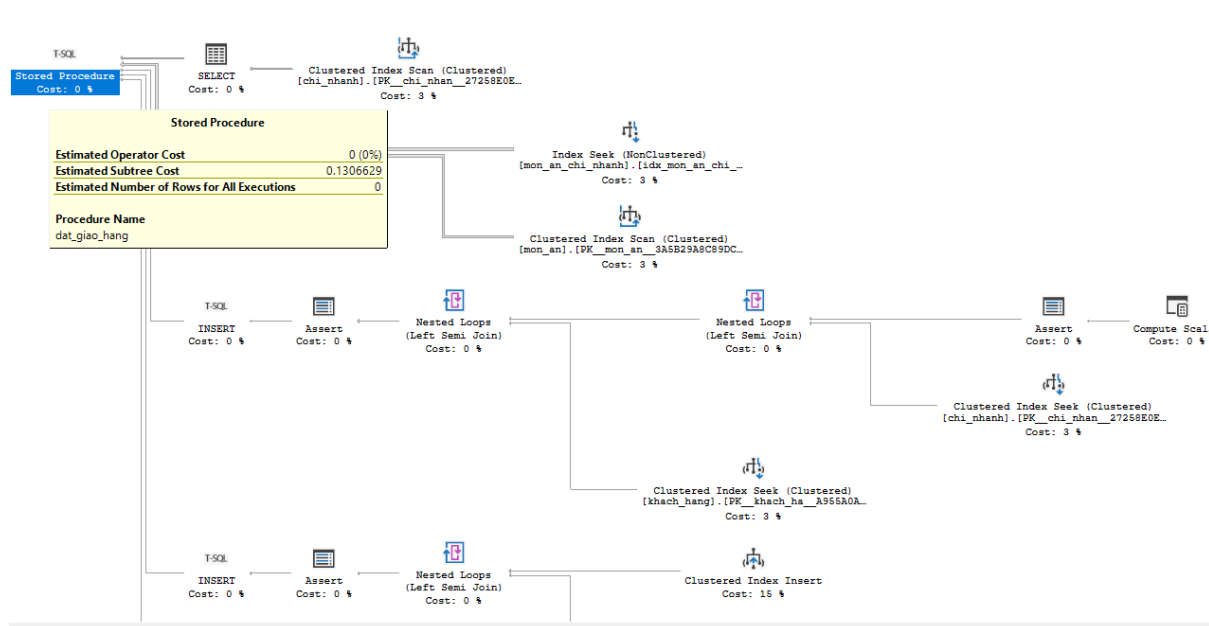 T-SQL
Stored Procedure
Cost: 0 %
SELECT
Cost: 0 %
Clustered Index Scan (Clustered)
[chi_nhanh].[PK__chi_nhan__27258E0E…
Cost: 3 %
Stored Procedure
Estimated Operator Cost 0 (0%)
Estimated Subtree Cost 0.1306629
Estimated Number of Rows for All Executions 0
Procedure Name
dat_giao_hang
Index Seek (NonClustered)
[mon_an_chi_nhanh].[idx_mon_an_chi_…
Cost: 3 %
Clustered Index Scan (Clustered)
[mon_an].[PK__mon_an__3A5B29A8C89DC…
Cost: 3 %
T-SQL
INSERT
Cost: 0 %
Assert
Cost: 0 %
Nested Loops
(Left Semi Join)
Cost: 0 %
Nested Loops
(Left Semi Join)
Cost: 0 %
Assert
Cost: 0 %
Compute Scal
Cost: 0 %
Clustered Index Seek (Clustered)
[chi_nhanh].[PK__chi_nhan__27258E0E…
Cost: 3 %
Clustered Index Seek (Clustered)
[khach_hang].[PK__khach_ha__A955A0A…
Cost: 3 %
T-SQL
INSERT
Cost: 0 %
Assert
Cost: 0 %
Nested Loops
(Left Semi Join)
Cost: 0 %
Clustered Index Insert
Cost: 15 %